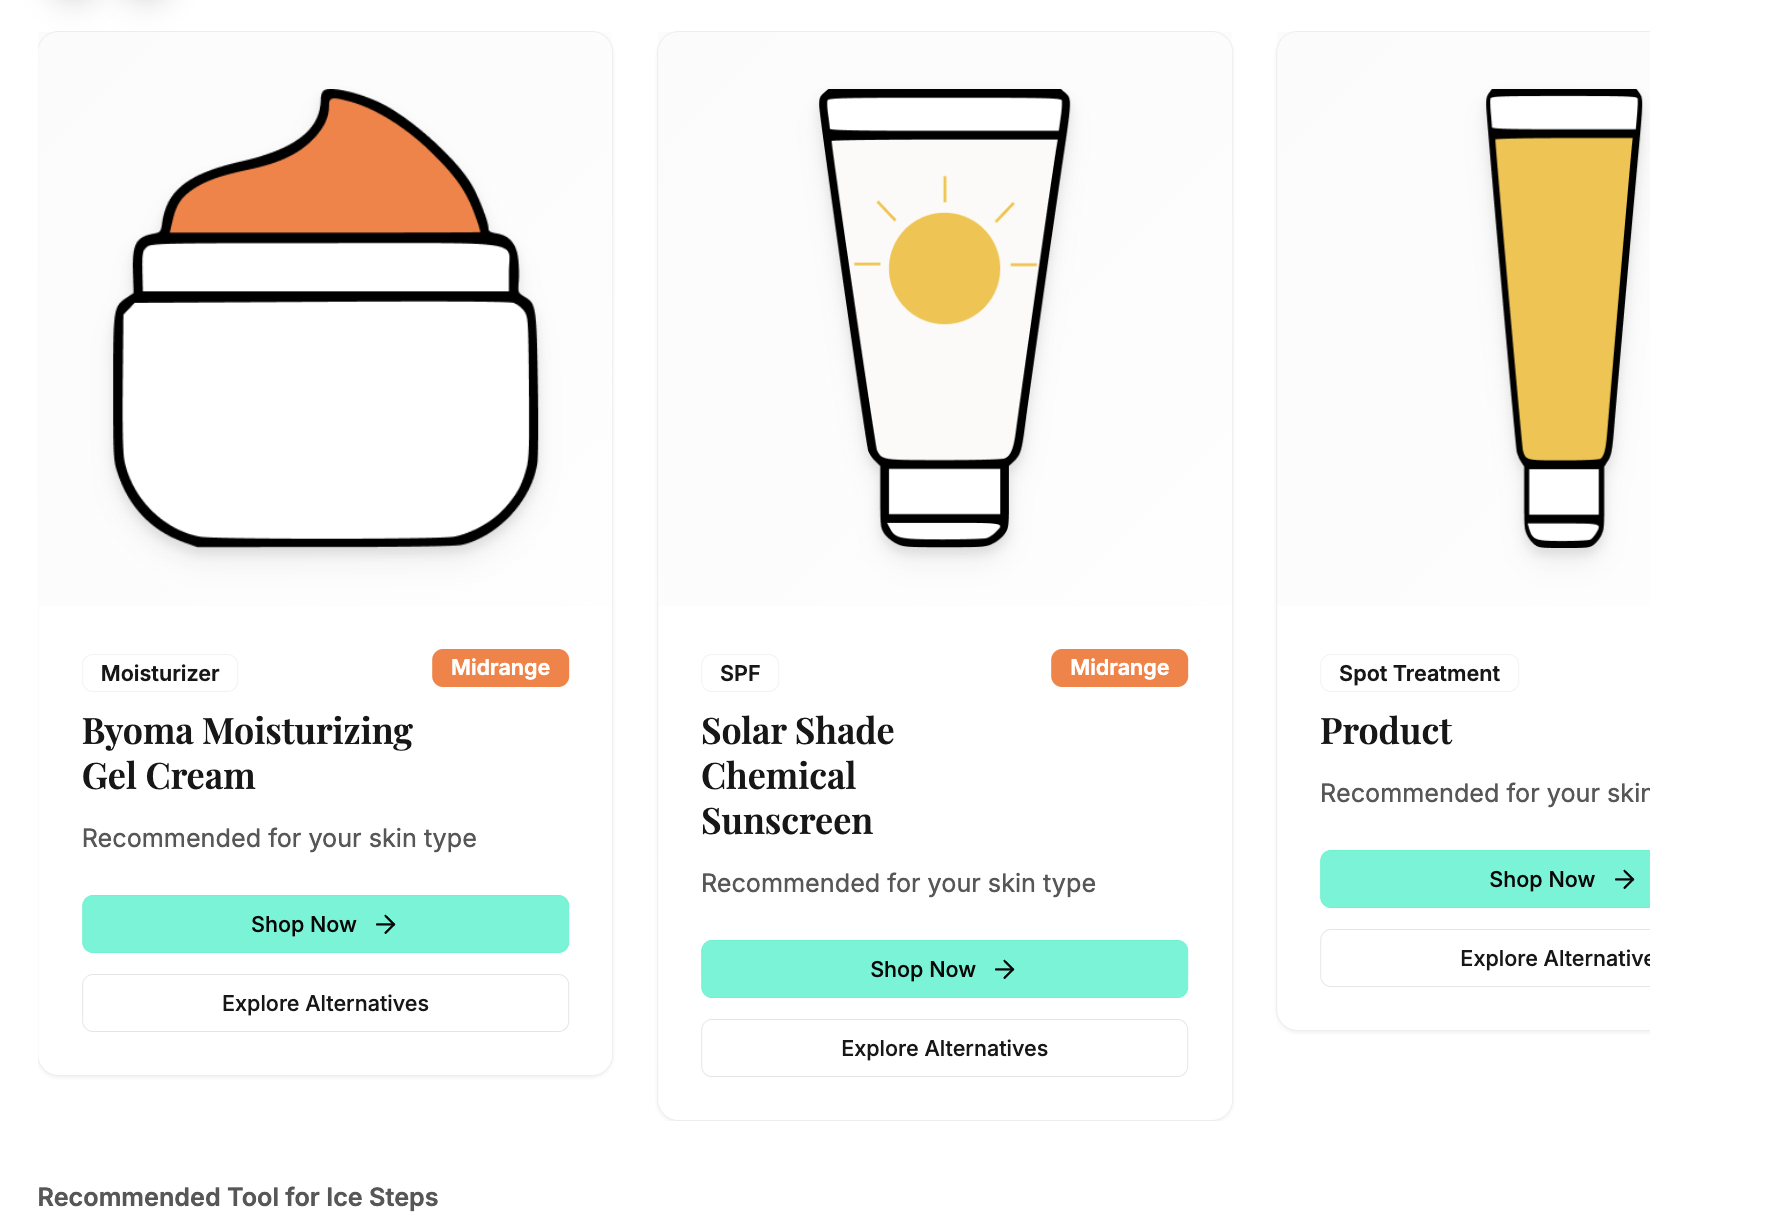 Moisturizer
Midrange
Byoma Moisturizing
Gel Cream
Recommended for your skin type
Shop Now
Explore Alternatives
SPF
Midrange
Solar Shade
Chemical
Sunscreen
Recommended for your skin type
Shop Now
Explore Alternatives
Spot Treatment
Product
Recommended for your skin
Shop Now
Explore Alternative
Recommended Tool for Ice Steps